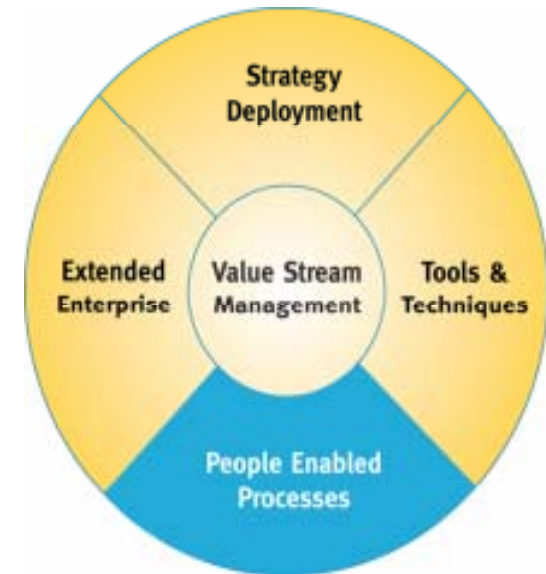 Strategy
Deployment
Extended
Enterprise
Value Stream
Management
Tools &
Techniques
People Enabled
Processes